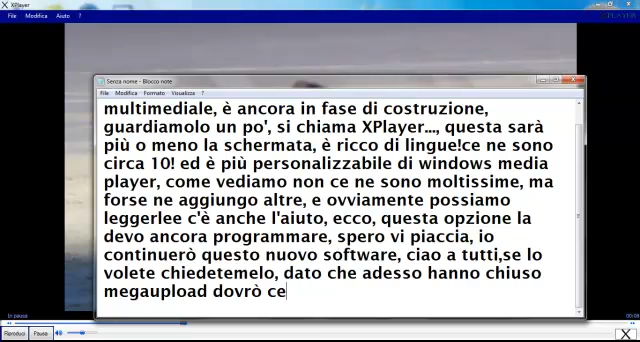 XPlayer
File Modifica Aiuto ?
XPLAYER
Senza nome - Blocco note
File Modifica Formato Visualizza ?
multimediale, è ancora in fase di costruzione,
guardiamolo un po', si chiama XPlayer..., questa sarà
più o meno la schermata, è ricco di lingue!ce ne sono
circa 10! ed è più personalizzabile di windows media
player, come vediamo non ce ne sono moltissime, ma
forse ne aggiungo altre, e ovviamente possiamo
leggerlee c'è anche l'aiuto, ecco, questa opzione la
devo ancora programmare, spero vi piaccia, io
continuerò questo nuovo software, ciao a tutti,se lo
volete chiedetemelo, dato che adesso hanno chiuso
megaupload dovrò ce
In pausa
Riproduci Pausa